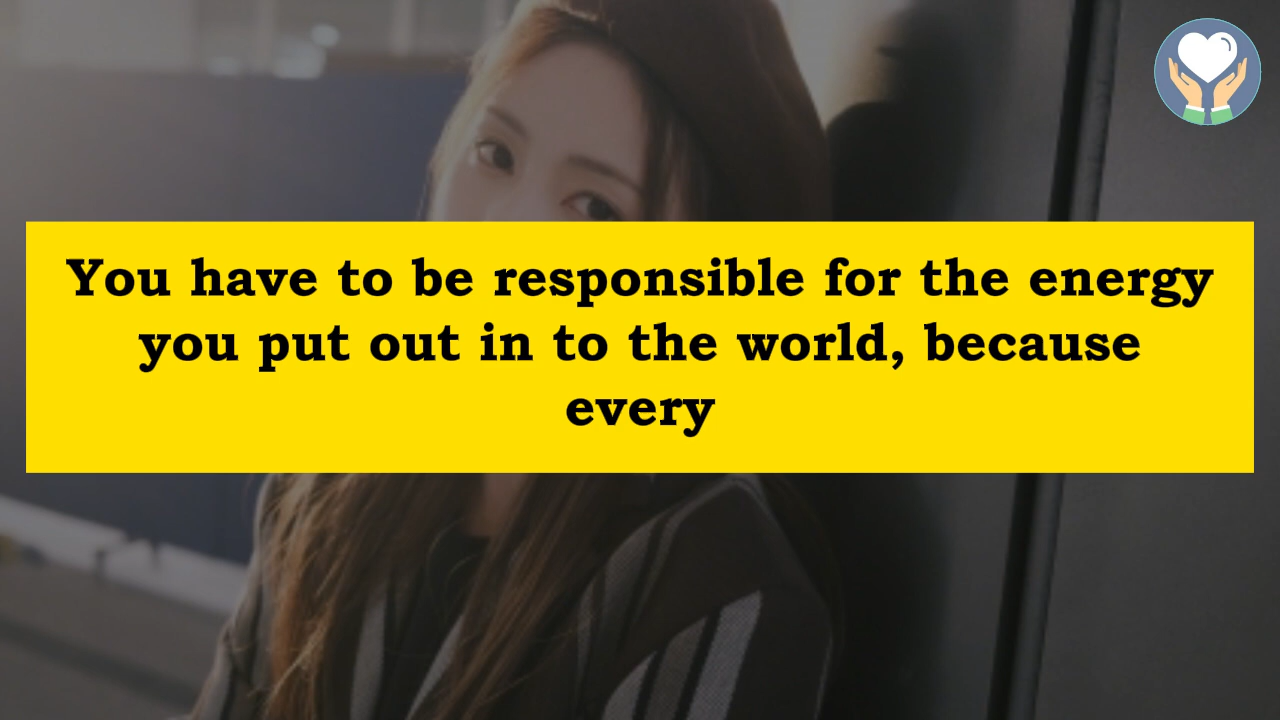 You have to be responsible for the energy
you put out in to the world, because
every